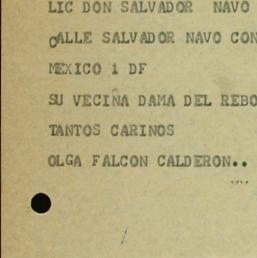 LIC DON SALVADOR NAVO
CALLE SALVADOR NAVO CON
MEXICO 1 DF
SU VECIÑA DAMA DEL REBO
TANTOS CARINOS
OLGA FALCON CALDERON..